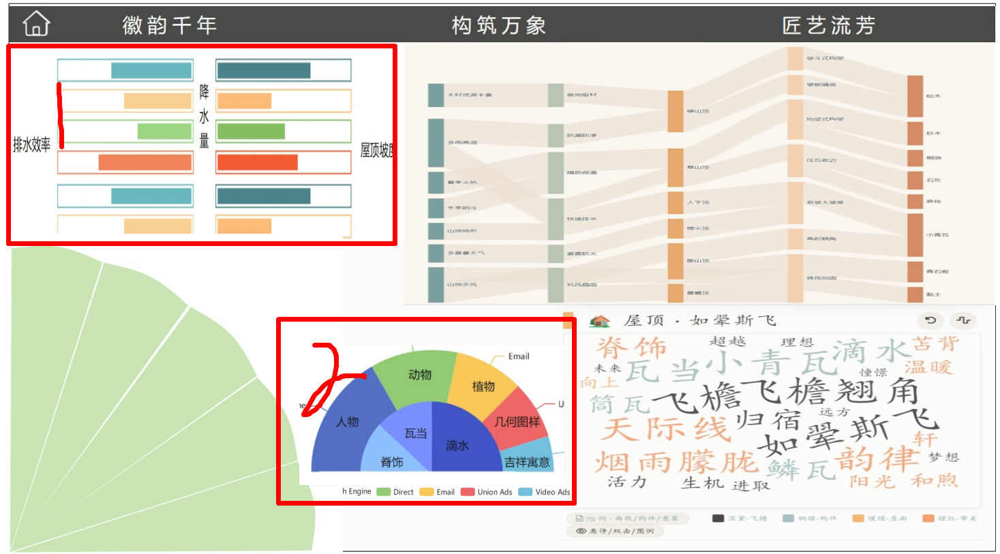 徽韵千年
构筑万象
匠艺流芳
降水量
排水效率
屋顶坡度
木材资源丰富
多雨高湿
夏季炎热
冬季阴冷
山地地形
多雷暴天气
山地多风
就地取材
防漏防渗
隔热保温
快速排水
避雷防火
抗风稳固
硬山顶
悬山顶
人字顶
攒尖顶
歇山顶
重檐顶
穿斗式构架
望板铺底
抬梁式构架
压瓦收边
双坡大坡度
高起翘角
脊饰加固
松木
杉木
桐油
石灰
麻丝
小青瓦
青石板
黏土
Email
动物
植物
人物
几何图样
吉祥寓意
瓦当
滴水
脊饰
h Engine Direct Email Union Ads Video Ads
屋顶·如翚斯飞
脊饰 超越 理想 滴水 苫背
未来 瓦当 小青瓦 憧憬 温暖
向上
筒瓦 飞檐 飞檐翘角
天际线 归宿 远方
如翚斯飞 轩
烟雨朦胧 鳞瓦 韵律 梦想
活力 生机 进取 阳光 和煦
75 词·曲线/构件/意象
深黛·飞檐 铜绿·构件 暖橙·屋面 橙红·审美
悬停/双击/图例